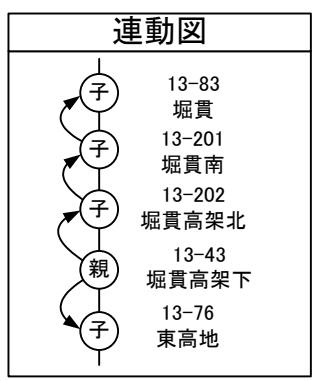 連動図
子
13-83
堀貫
子
13-201
堀貫南
子
13-202
堀貫高架北
親
13-43
堀貫高架下
子
13-76
東高地